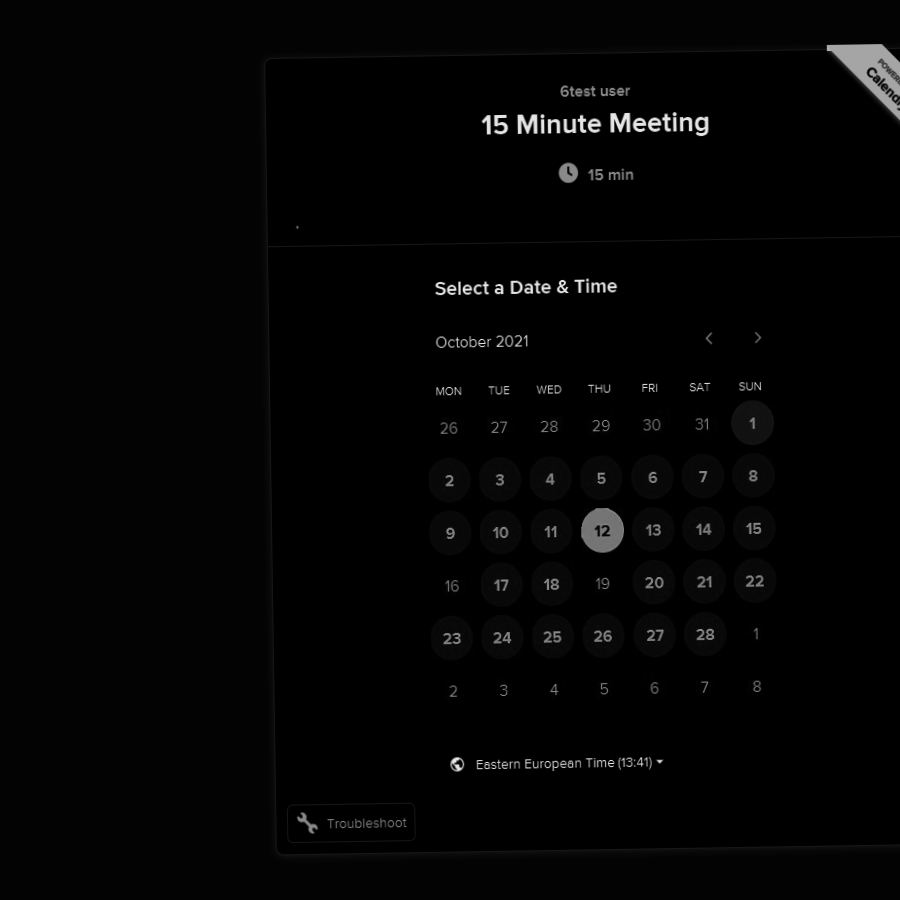 POWERED
Calendly
6test user
15 Minute Meeting
15 min
Select a Date & Time
October 2021
MON TUE WED THU FRI SAT SUN
26 27 28 29 30 31 1
2 3 4 5 6 7 8
9 10 11 12 13 14 15
16 17 18 19 20 21 22
23 24 25 26 27 28 1
2 3 4 5 6 7 8
Eastern European Time (13:41)
Troubleshoot